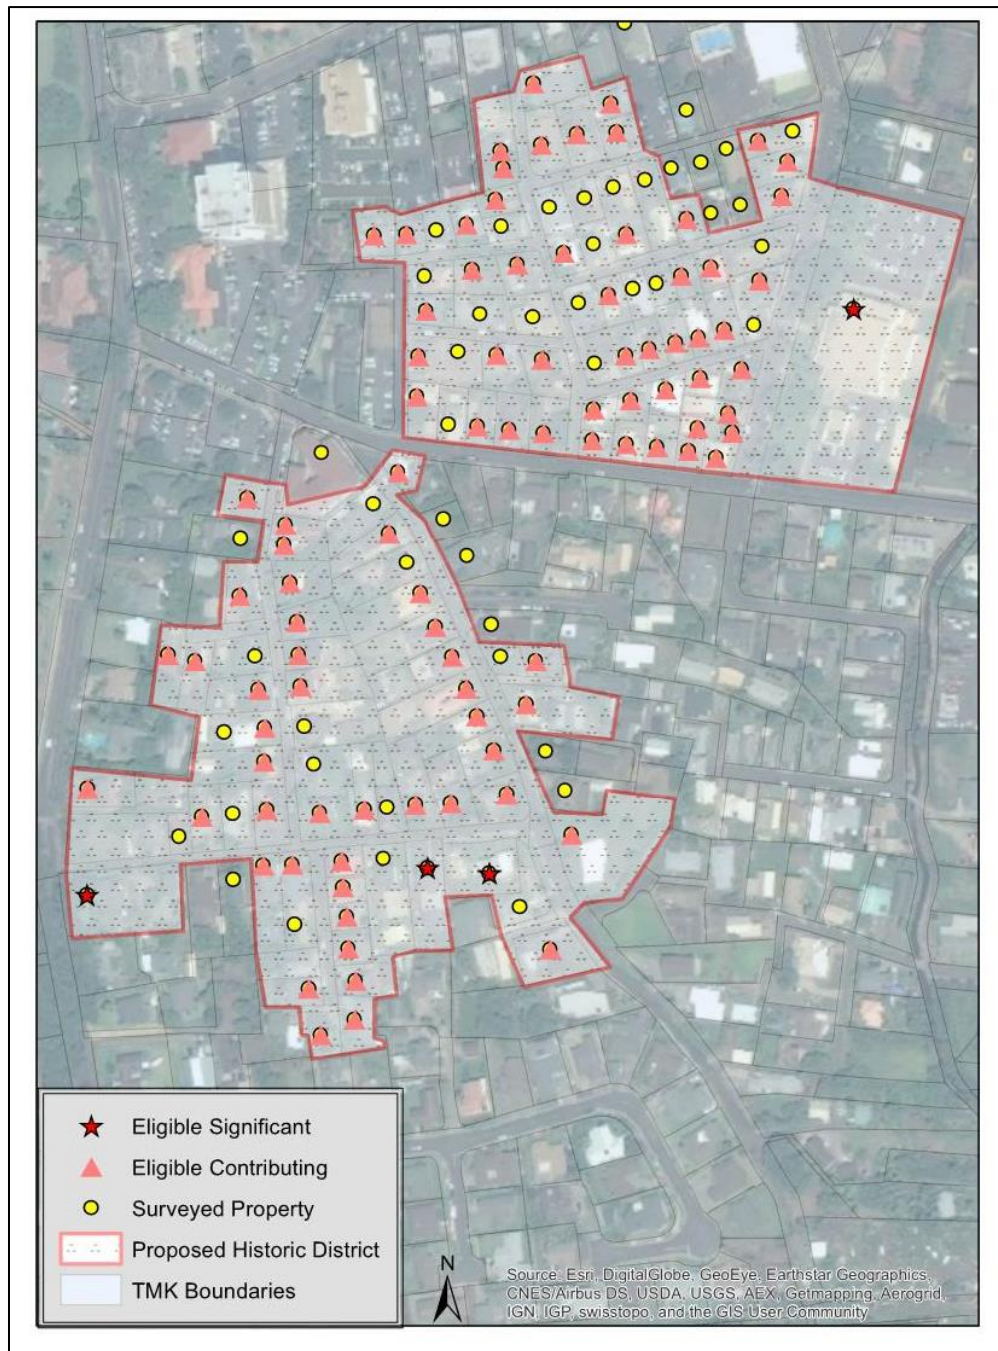 Eligible Significant
Eligible Contributing
Surveyed Property
Proposed Historic District
TMK Boundaries
N
Source: Esri, DigitalGlobe, GeoEye, Earthstar Geographics,
CNES/Airbus DS, USDA, USGS, AEX, Getmapping, Aerogrid,
IGN, IGP, swisstopo, and the GIS User Community